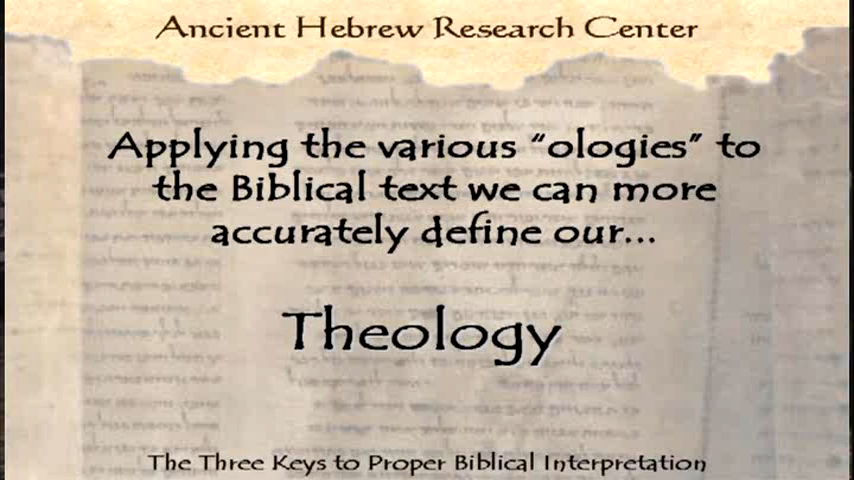 Ancient Hebrew Research Center
Applying the various “ologies” to
the Biblical text we can more
accurately define our...
Theology
The Three Keys to Proper Biblical Interpretation